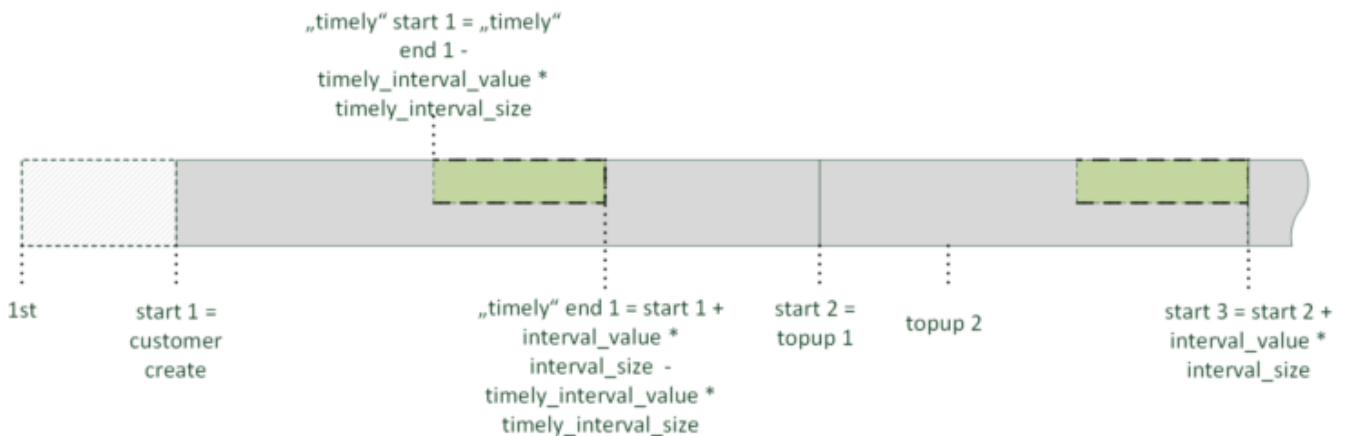 „timely“ start 1 = „timely“
end 1 -
timely_interval_value *
timely_interval_size
1st
start 1 =
customer
create
„timely“ end 1 = start 1 +
interval_value *
interval_size -
timely_interval_value *
timely_interval_size
start 2 =
topup 1
topup 2
start 3 = start 2 +
interval_value *
interval_size